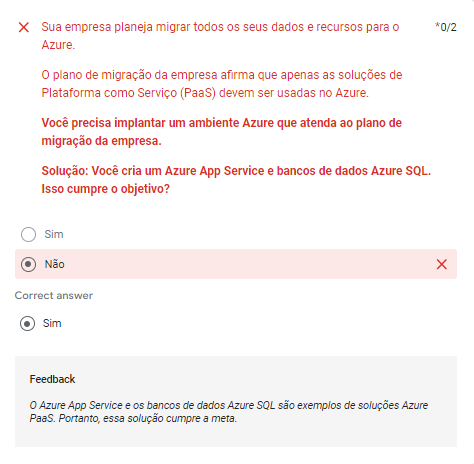 Sua empresa planeja migrar todos os seus dados e recursos para o
*0/2
Azure.
O plano de migração da empresa afirma que apenas as soluções de
Plataforma como Serviço (PaaS) devem ser usadas no Azure.
Você precisa implantar um ambiente Azure que atenda ao plano de
migração da empresa.
Solução: Você cria um Azure App Service e bancos de dados Azure SQL.
Isso cumpre o objetivo?
Sim
Não
Correct answer
Sim
Feedback
O Azure App Service e os bancos de dados Azure SQL são exemplos de soluções Azure
PaaS. Portanto, essa solução cumpre a meta.